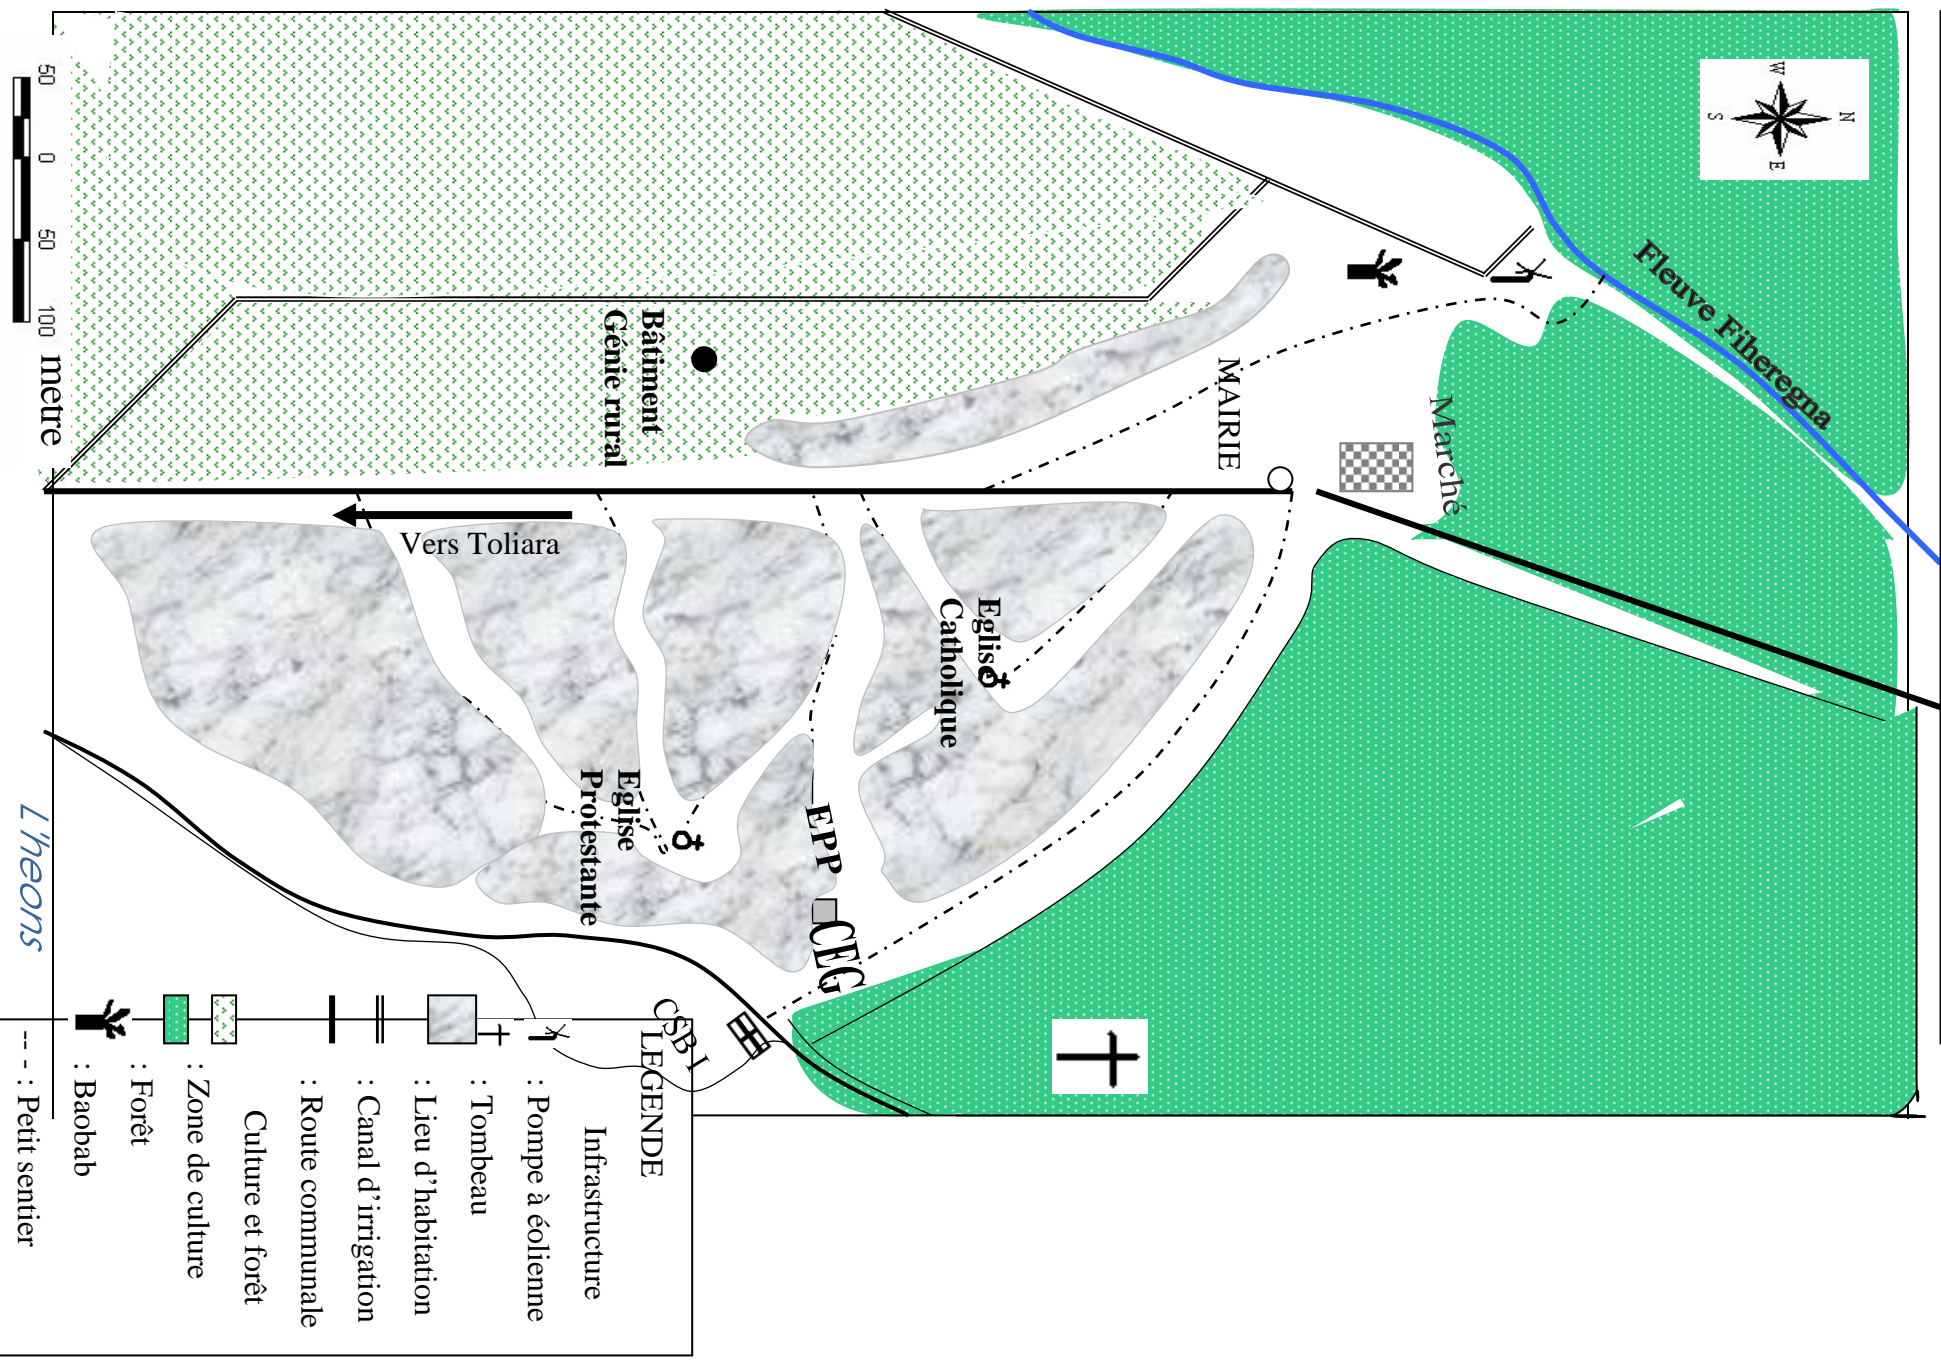 W
N
S
E
Fleuve Fiheregna
Marché
MAIRIE
Bâtiment
Génie rural
50 0 50 100 metre
Vers Toliara
Eglise
Catholique
Eglise
Protestante
EPP
CEG
CSB I
L'heons
LEGENDE
Infrastructure
: Pompe à éolienne
: Tombeau
: Lieu d'habitation
: Canal d'irrigation
: Route communale
Culture et forêt
: Zone de culture
: Forêt
: Baobab
: Petit sentier